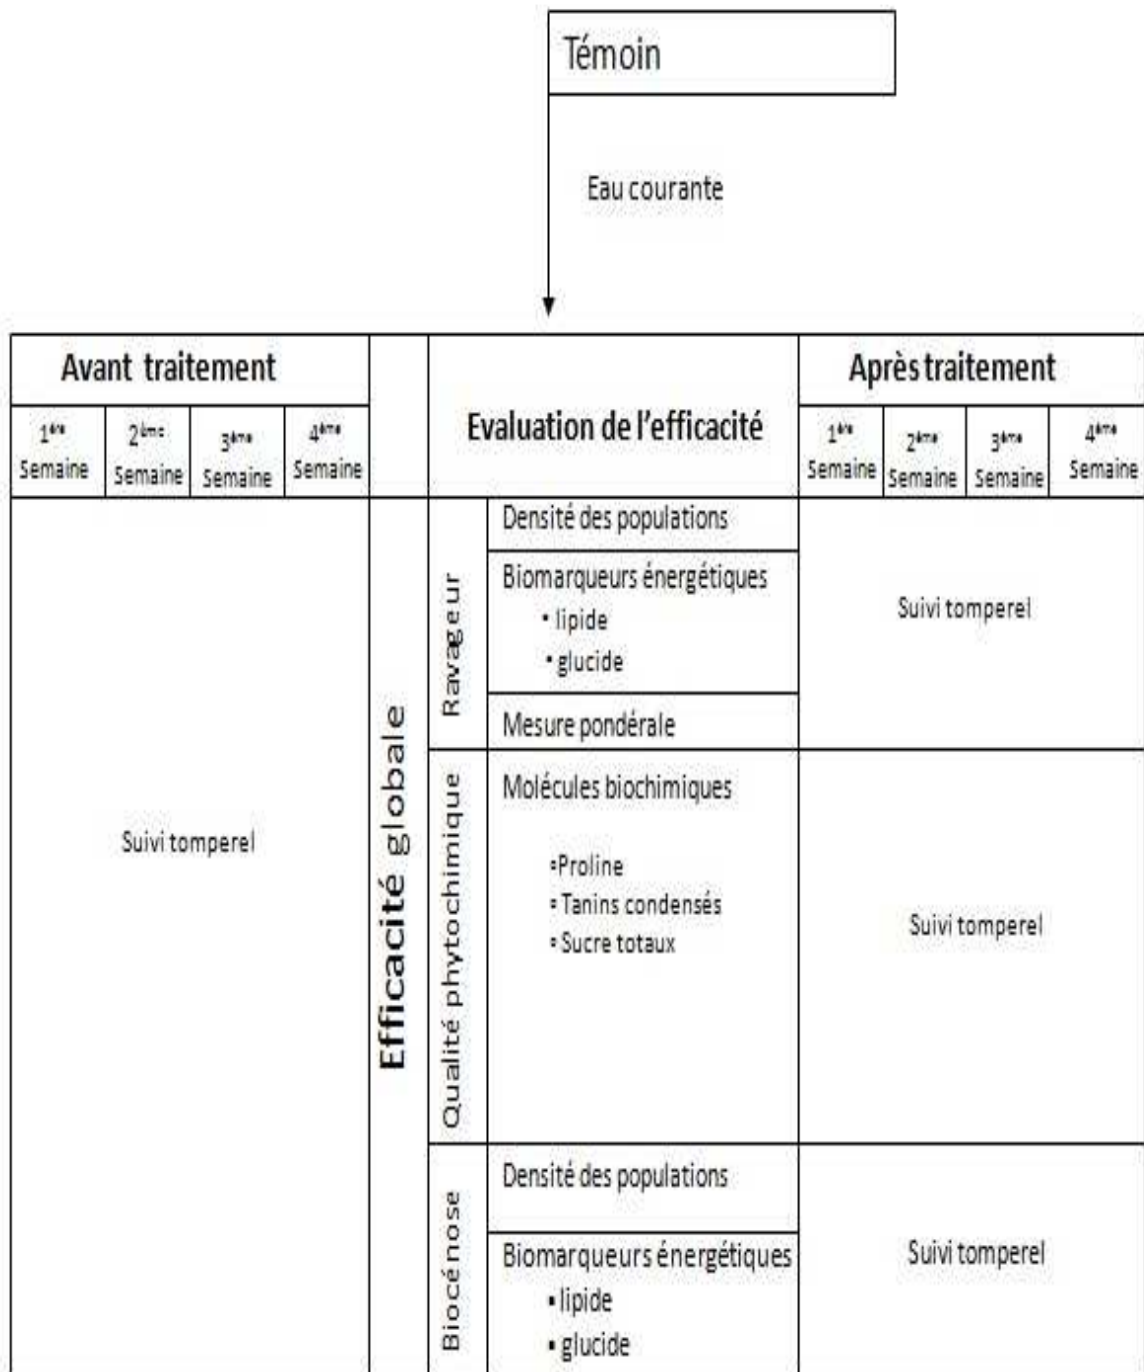 Témoin
Eau courante
Avant traitement
1ère Semaine
2ème Semaine
3ème Semaine
4ème Semaine
Evaluation de l'efficacité
Après traitement
1ère Semaine
2ème Semaine
3ème Semaine
4ème Semaine
Suivi tomperel
Efficacité globale
Ravageur
Densité des populations
Biomarqueurs énergétiques
▪ lipide
▪ glucide
Mesure pondérale
Suivi tomperel
Qualité phytochimique
Molécules biochimiques
▫Proline
▫ Tanins condensés
▫ Sucre totaux
Suivi tomperel
Biocénose
Densité des populations
Biomarqueurs énergétiques
▪ lipide
▪ glucide
Suivi tomperel